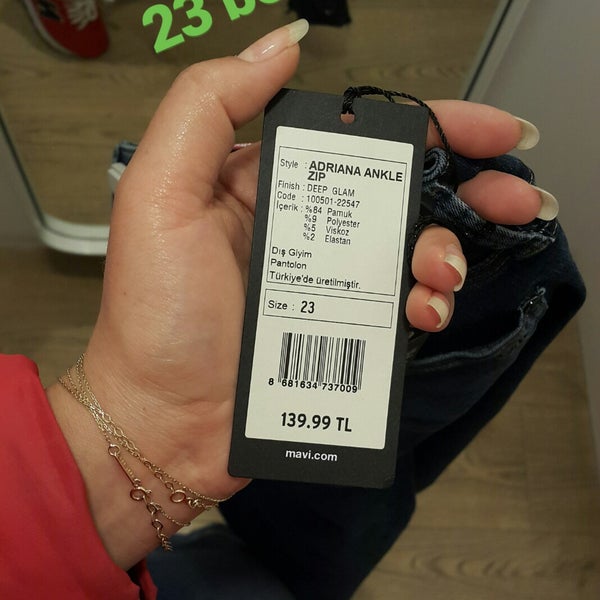 23
Style : ADRIANA ANKLE
ZIP
Finish : DEEP GLAM
Code : 100501-22547
İçerik : %84 Pamuk
%9 Polyester
%5 Viskoz
%2 Elastan
Dış Giyim
Pantolon
Türkiye'de üretilmiştir.
Size : 23
8 681634 737009
139.99 TL
mavi.com